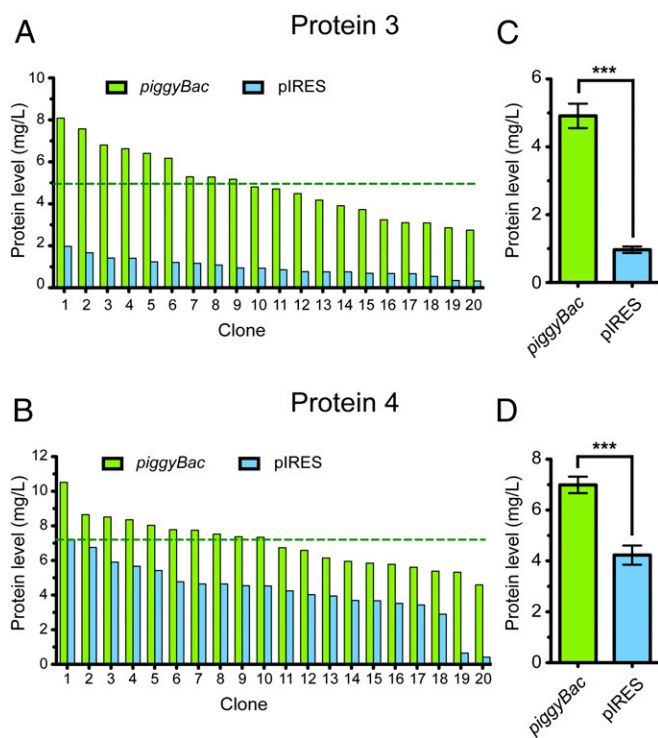 Protein 3
A
piggyBac
pIRES
Protein level (mg/L)
10
8
6
4
2
0
1 2 3 4 5 6 7 8 9 10 11 12 13 14 15 16 17 18 19 20
Clone
C
***
Protein level (mg/L)
6
4
2
0
piggyBac
pIRES
Protein 4
B
piggyBac
pIRES
Protein level (mg/L)
12
10
8
6
4
2
0
1 2 3 4 5 6 7 8 9 10 11 12 13 14 15 16 17 18 19 20
Clone
D
***
Protein level (mg/L)
8
6
4
2
0
piggyBac
pIRES